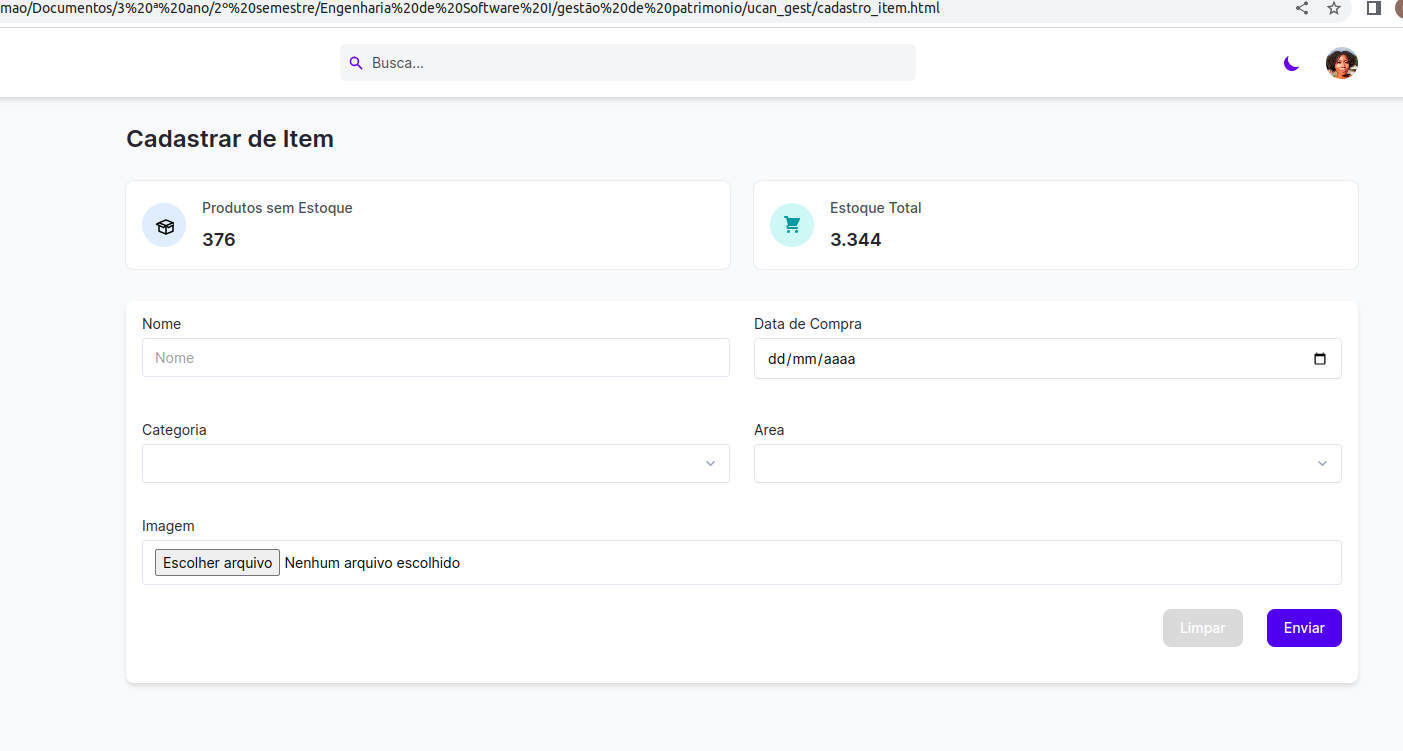 mao/Documentos/3%20ª%20ano/2º%20semestre/Engenharia%20de%20Software%20I/gestão%20de%20patrimonio/ucan_gest/cadastro_item.html
Busca...
Cadastrar de Item
Produtos sem Estoque
376
Estoque Total
3.344
Nome
Nome
Data de Compra
dd/mm/aaaa
Categoria
Area
Imagem
Escolher arquivo Nenhum arquivo escolhido
Limpar
Enviar